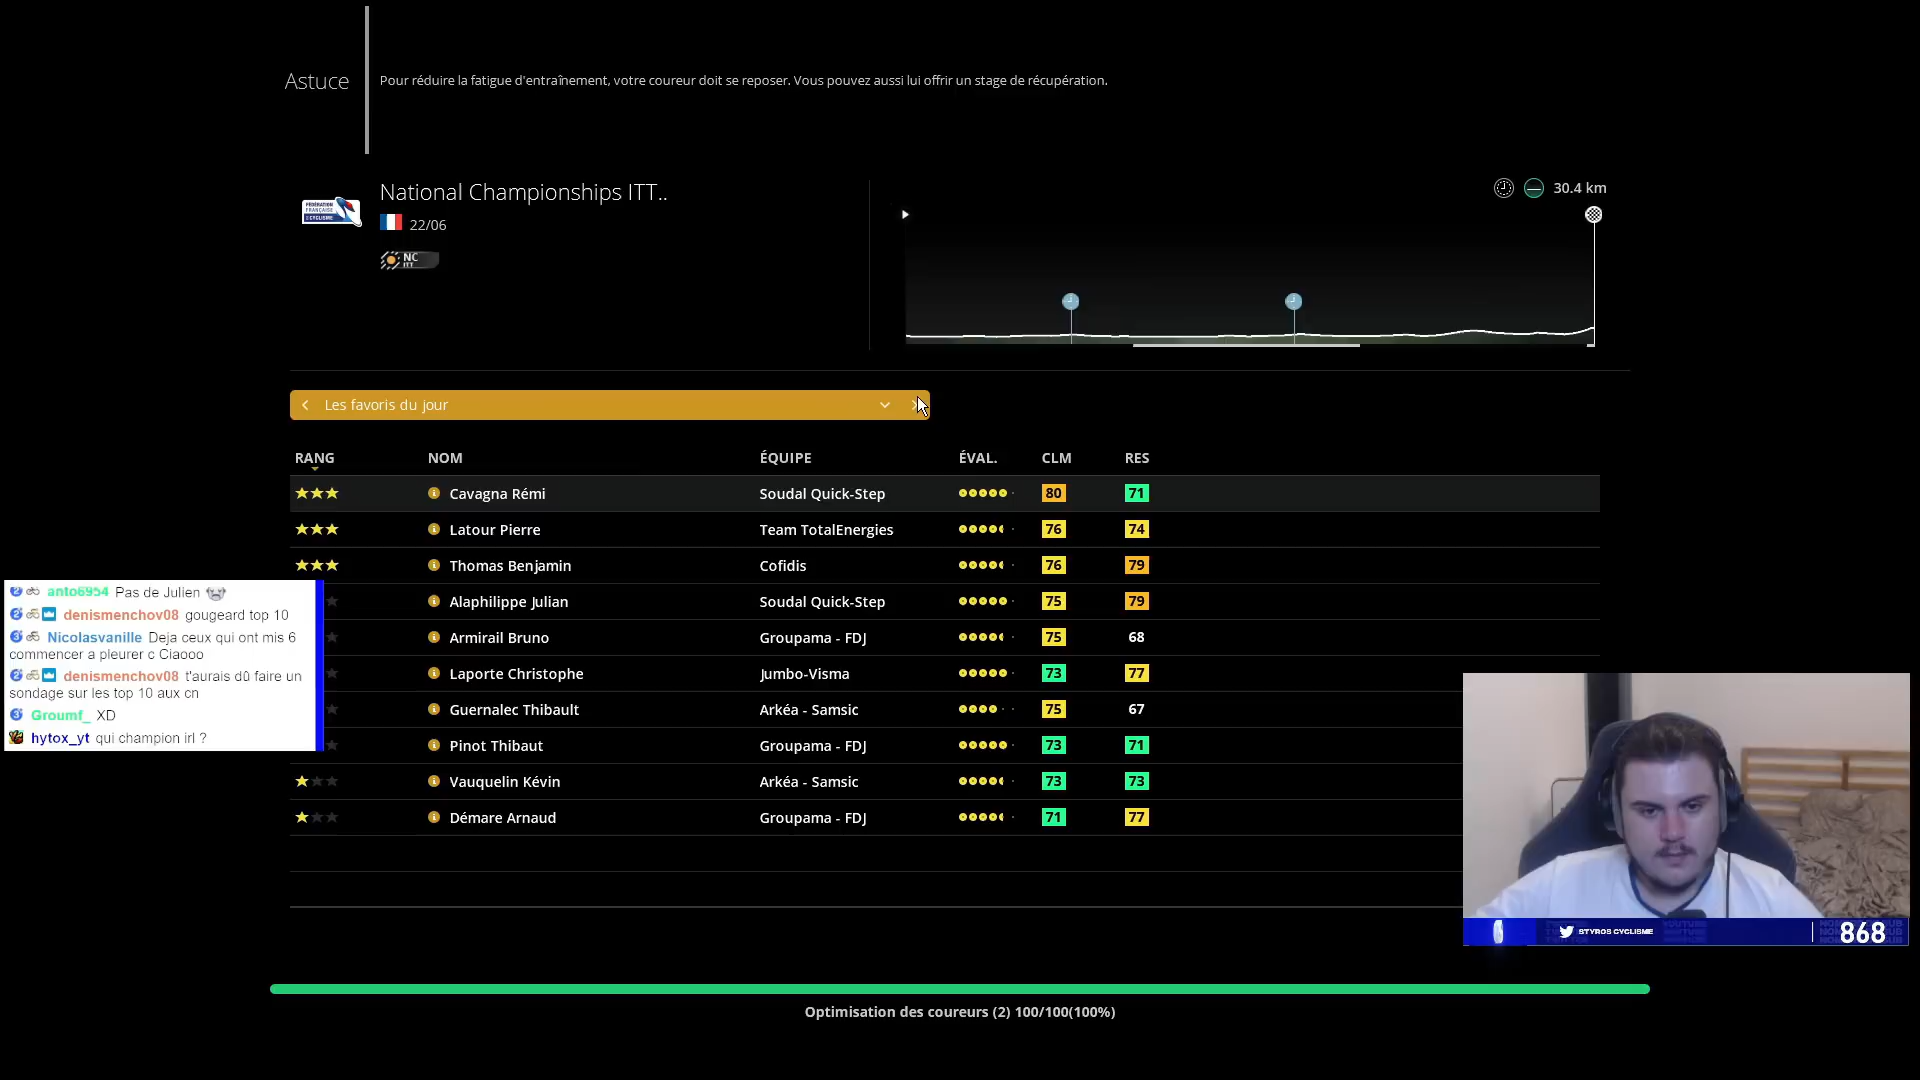 Astuce
Pour réduire la fatigue d'entraînement, votre coureur doit se reposer. Vous pouvez aussi lui offrir un stage de récupération.
National Championships ITT..
22/06
NC
ITT
FÉDÉRATION
FRANÇAISE
CYCLISME
30.4 km
Les favoris du jour
RANG NOM ÉQUIPE ÉVAL. CLM RES
Cavagna Rémi Soudal Quick-Step 80 71
Latour Pierre Team TotalEnergies 76 74
Thomas Benjamin Cofidis 76 79
Alaphilippe Julian Soudal Quick-Step 75 79
Armirail Bruno Groupama - FDJ 75 68
Laporte Christophe Jumbo-Visma 73 77
Guernalec Thibault Arkéa - Samsic 75 67
Pinot Thibaut Groupama - FDJ 73 71
Vauquelin Kévin Arkéa - Samsic 73 73
Démare Arnaud Groupama - FDJ 71 77
anto6954 Pas de Julien
denismenchov08 gougeard top 10
Nicolasvanille Deja ceux qui ont mis 6
commencer a pleurer c Ciaooo
denismenchov08 t'aurais dû faire un
sondage sur les top 10 aux cn
Groumf_ XD
hytox_yt qui champion irl ?
STYROS CYCLISME
868
Optimisation des coureurs (2) 100/100(100%)